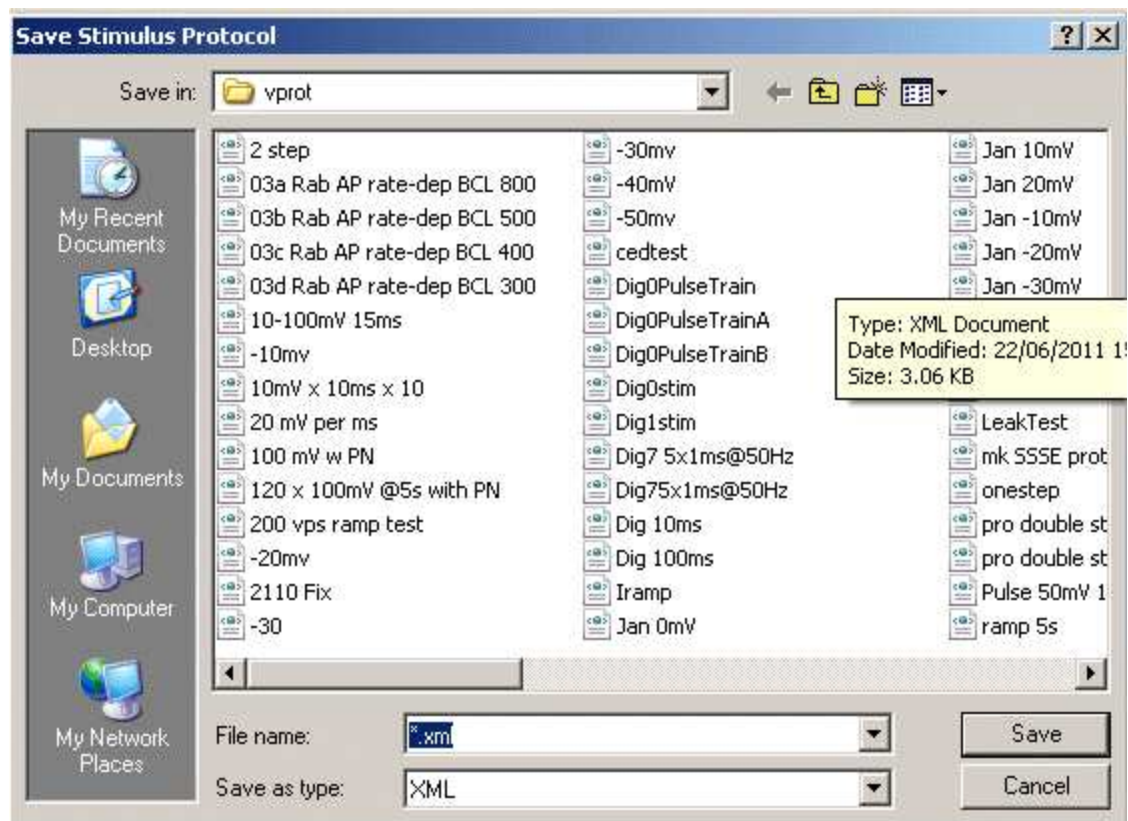 Save Stimulus Protocol
Save in:
vprot
My Recent
Documents
Desktop
My Documents
My Computer
My Network
Places
2 step
03a Rab AP rate-dep BCL 800
03b Rab AP rate-dep BCL 500
03c Rab AP rate-dep BCL 400
03d Rab AP rate-dep BCL 300
10-100mV 15ms
-10mv
10mV x 10ms x 10
20 mV per ms
100 mV w PN
120 x 100mV @5s with PN
200 vps ramp test
-20mv
2110 Fix
-30
-30mv
-40mV
-50mv
cedtest
Dig0PulseTrain
Dig0PulseTrainA
Dig0PulseTrainB
Dig0stim
Dig1stim
Dig7 5x1ms@50Hz
Dig75x1ms@50Hz
Dig 10ms
Dig 100ms
Iramp
Jan 0mV
Jan 10mV
Jan 20mV
Jan -10mV
Jan -20mV
Jan -30mV
Type: XML Document
Date Modified: 22/06/2011 15
Size: 3.06 KB
LeakTest
mk SSSE prot
onestep
pro double st
pro double st
Pulse 50mV 1
ramp 5s
File name:
*.xml
Save
Save as type:
XML
Cancel